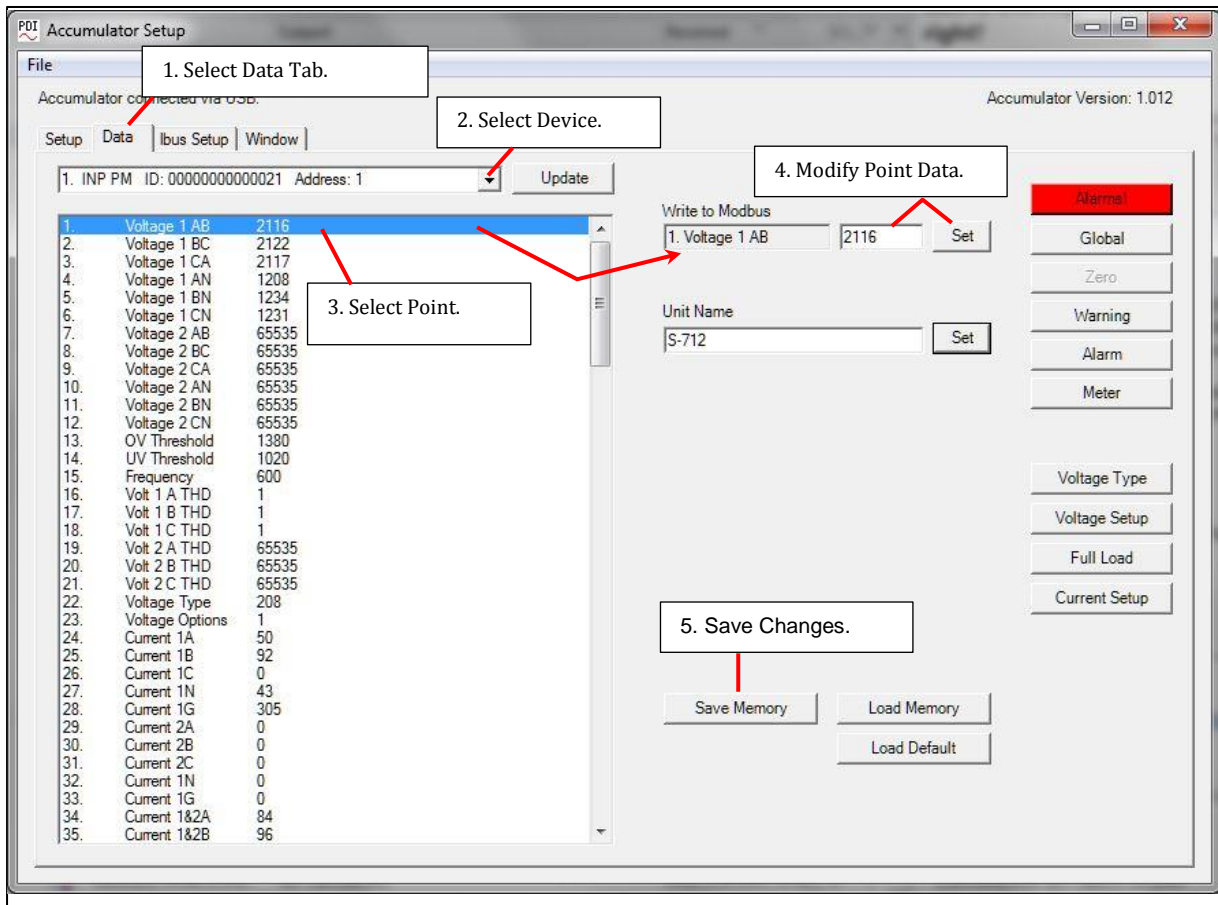 PDI Accumulator Setup
File
1. Select Data Tab.
Accumulator connected via USB.
Accumulator Version: 1.012
2. Select Device.
Setup Data Ibus Setup Window
1. INP PM ID: 00000000000021 Address: 1
Update
4. Modify Point Data.
Alarms!
Write to Modbus
1. Voltage 1 AB 2116 Set
Global
Zero
Unit Name
Warning
S-712 Set
Alarm
Meter
1. Voltage 1 AB 2116
2. Voltage 1 BC 2122
3. Voltage 1 CA 2117
4. Voltage 1 AN 1208
5. Voltage 1 BN 1234
6. Voltage 1 CN 1231
3. Select Point.
7. Voltage 2 AB 65535
8. Voltage 2 BC 65535
9. Voltage 2 CA 65535
10. Voltage 2 AN 65535
11. Voltage 2 BN 65535
12. Voltage 2 CN 65535
13. OV Threshold 1380
14. UV Threshold 1020
15. Frequency 600
16. Volt 1 A THD 1
17. Volt 1 B THD 1
18. Volt 1 C THD 1
19. Volt 2 A THD 65535
20. Volt 2 B THD 65535
21. Volt 2 C THD 65535
22. Voltage Type 208
23. Voltage Options 1
24. Current 1A 50
25. Current 1B 92
26. Current 1C 0
27. Current 1N 43
28. Current 1G 305
29. Current 2A 0
30. Current 2B 0
31. Current 2C 0
32. Current 1N 0
33. Current 1G 0
34. Current 1&2A 84
35. Current 1&2B 96
Voltage Type
Voltage Setup
Full Load
Current Setup
5. Save Changes.
Save Memory
Load Memory
Load Default